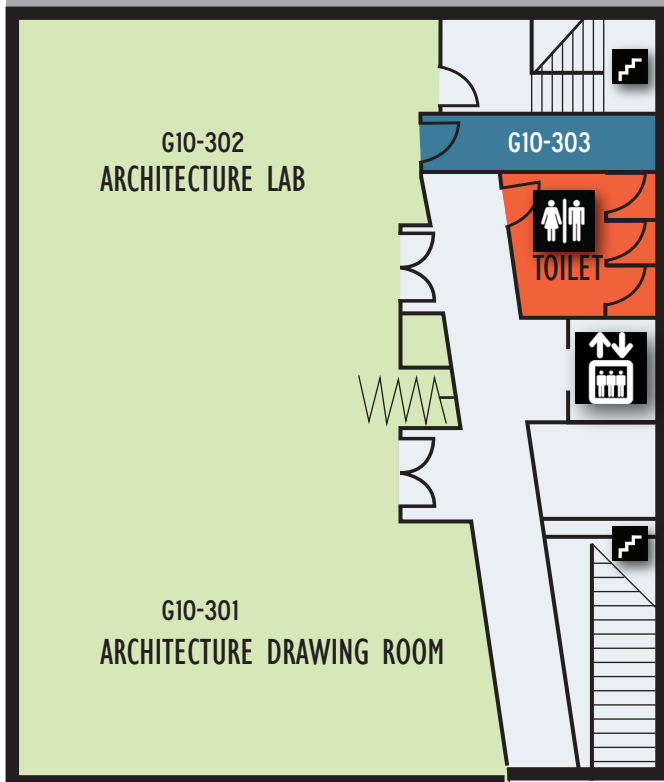 G10-302
ARCHITECTURE LAB
G10-303
TOILET
G10-301
ARCHITECTURE DRAWING ROOM